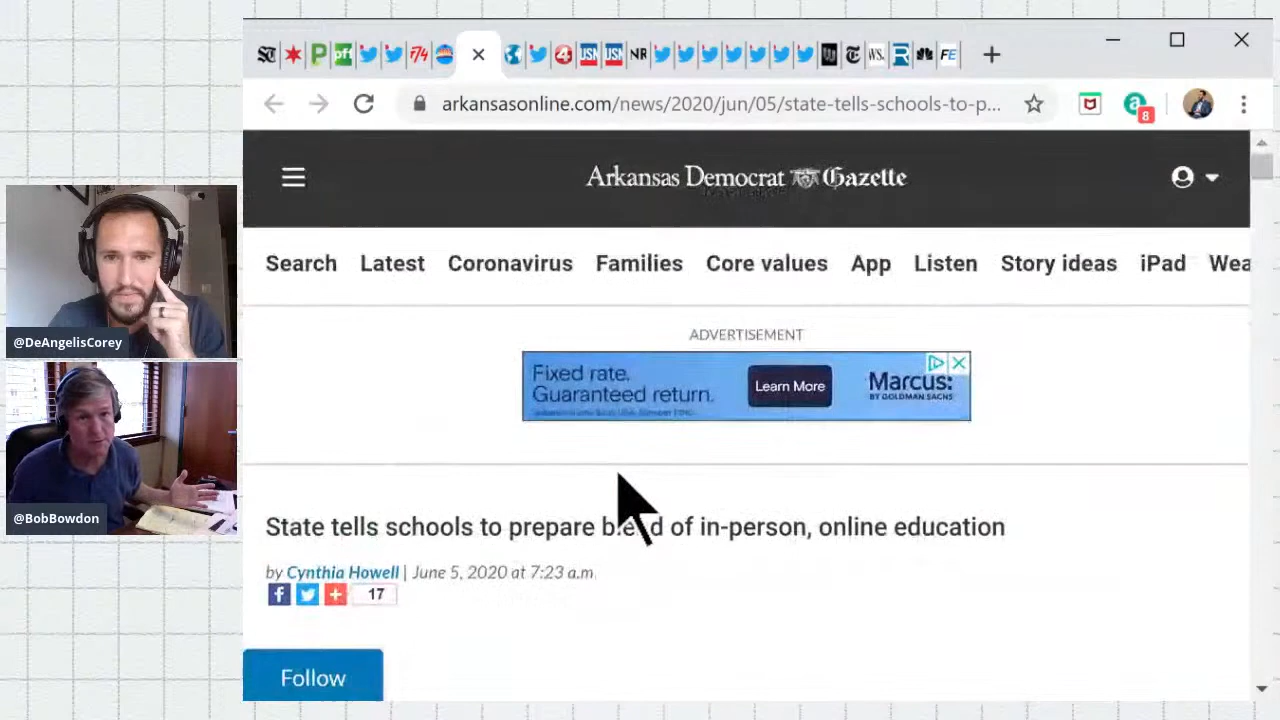 arkansasonline.com/news/2020/jun/05/state-tells-schools-to-p...
8
Arkansas Democrat Gazette
Search Latest Coronavirus Families Core values App Listen Story ideas iPad Wea
ADVERTISEMENT
Fixed rate.
Guaranteed return.
Learn More
Marcus:
BY GOLDMAN SACHS
@DeAngelisCorey
@BobBowdon
State tells schools to prepare blend of in-person, online education
by Cynthia Howell | June 5, 2020 at 7:23 a.m
17
Follow